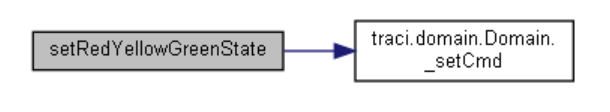 setRedYellowGreenState
traci.domain.Domain.
_setCmd